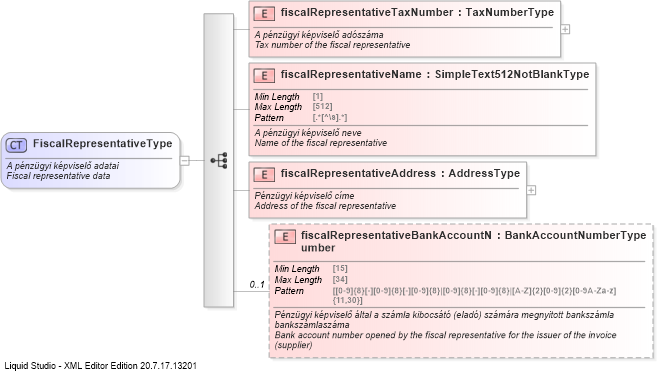 E fiscalRepresentativeTaxNumber : TaxNumberType
A pénzügyi képviselő adószáma
Tax number of the fiscal representative
E fiscalRepresentativeName : SimpleText512NotBlankType
Min Length [1]
Max Length [512]
Pattern [.*[^\s].*]
A pénzügyi képviselő neve
Name of the fiscal representative
CT FiscalRepresentativeType
A pénzügyi képviselő adatai
Fiscal representative data
E fiscalRepresentativeAddress : AddressType
Pénzügyi képviselő címe
Address of the fiscal representative
E fiscalRepresentativeBankAccountN : BankAccountNumberType
umber
0..1
Min Length [15]
Max Length [34]
Pattern [[0-9]{8}[-][0-9]{8}[-][0-9]{8}|[0-9]{8}[-][0-9]{8}|[A-Z]{2}[0-9]{2}[0-9A-Za-z]
{11,30}]
Pénzügyi képviselő által a számla kibocsátó (eladó) számára megnyitott bankszámla
bankszámlaszáma
Bank account number opened by the fiscal representative for the issuer of the invoice
(supplier)
Liquid Studio - XML Editor Edition 20.7.17.13201